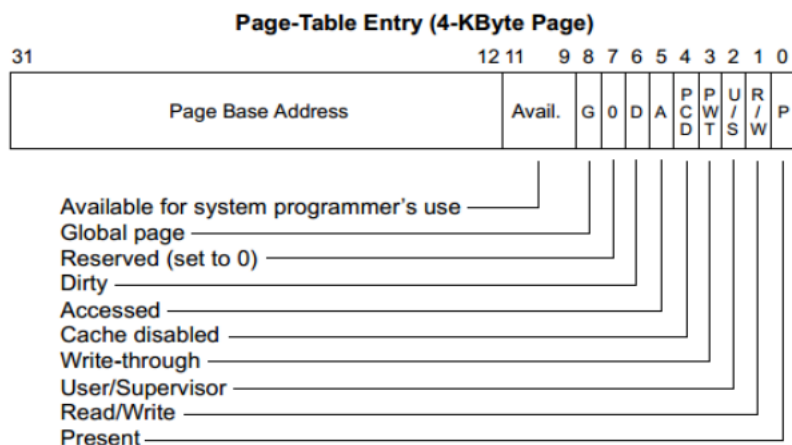 Page-Table Entry (4-KByte Page)
31 12 11 9 8 7 6 5 4 3 2 1 0
Page Base Address Avail. G 0 D A PCD PWT U/S R/W P
Available for system programmer's use
Global page
Reserved (set to 0)
Dirty
Accessed
Cache disabled
Write-through
User/Supervisor
Read/Write
Present